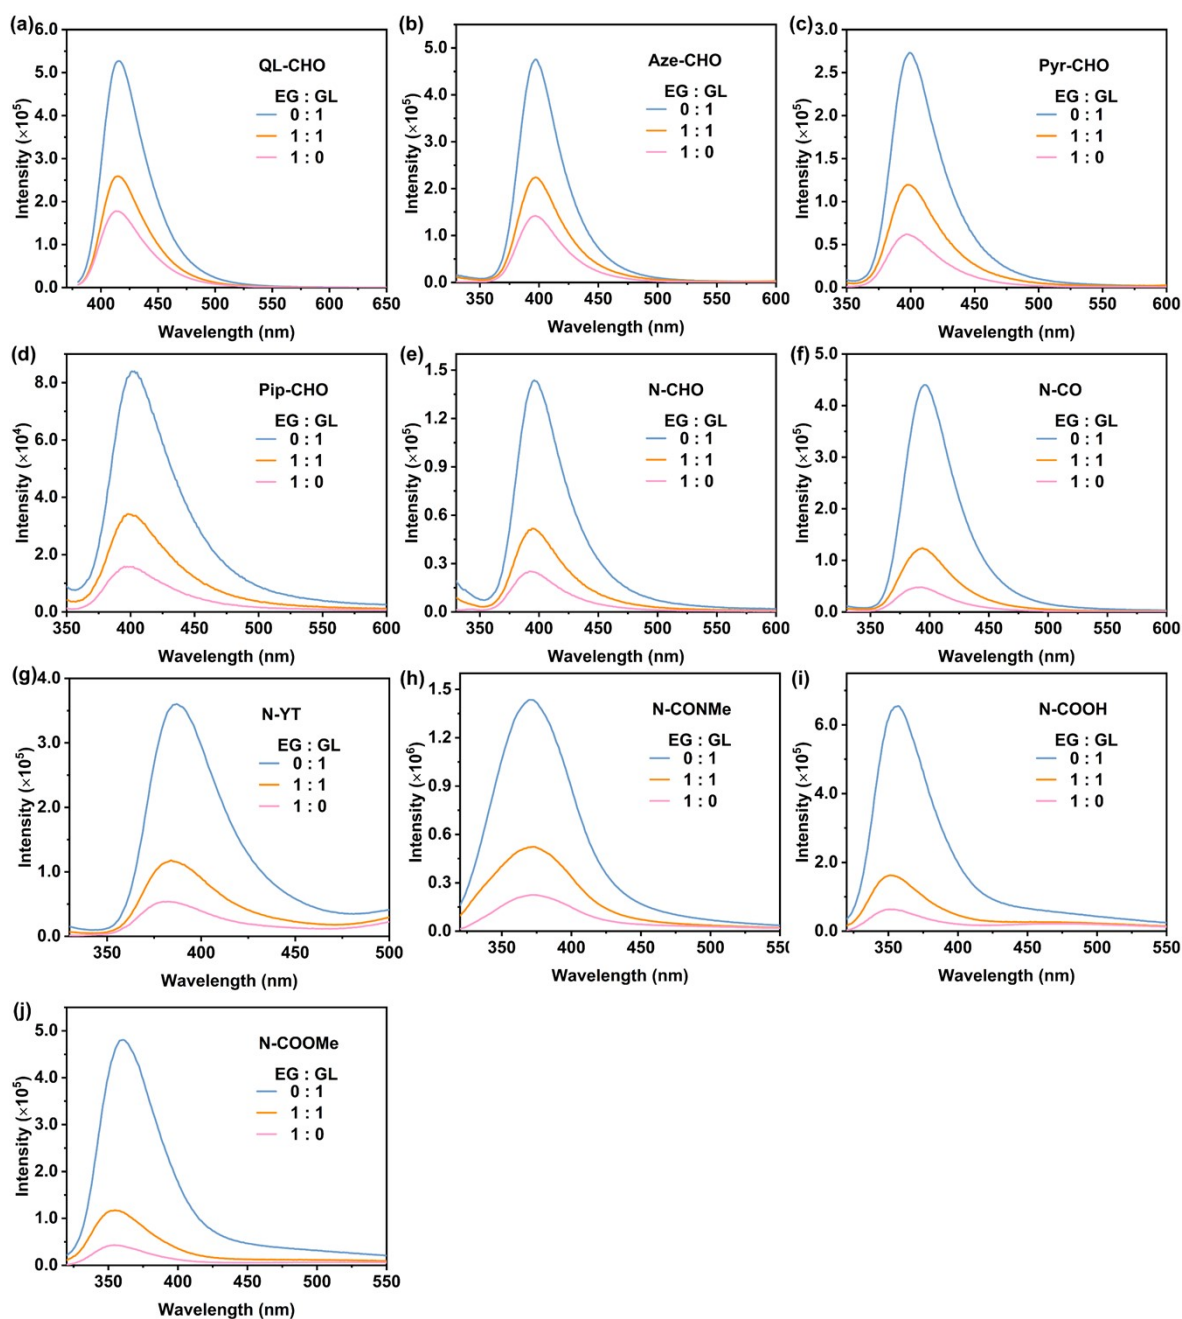 (a)
6.0
5.0
4.0
3.0
2.0
1.0
0.0
Intensity (×10⁵)
QL-CHO
EG : GL
0 : 1
1 : 1
1 : 0
400 450 500 550 600 650
Wavelength (nm)
(b)
5.0
4.0
3.0
2.0
1.0
0.0
Intensity (×10⁵)
Aze-CHO
EG : GL
0 : 1
1 : 1
1 : 0
350 400 450 500 550 600
Wavelength (nm)
(c)
3.0
2.5
2.0
1.5
1.0
0.5
0.0
Intensity (×10⁵)
Pyr-CHO
EG : GL
0 : 1
1 : 1
1 : 0
350 400 450 500 550 600
Wavelength (nm)
(d)
8.0
6.0
4.0
2.0
0.0
Intensity (×10⁴)
Pip-CHO
EG : GL
0 : 1
1 : 1
1 : 0
350 400 450 500 550 600
Wavelength (nm)
(e)
1.5
1.2
0.9
0.6
0.3
0.0
Intensity (×10⁵)
N-CHO
EG : GL
0 : 1
1 : 1
1 : 0
350 400 450 500 550 600
Wavelength (nm)
(f)
5.0
4.0
3.0
2.0
1.0
0.0
Intensity (×10⁵)
N-CO
EG : GL
0 : 1
1 : 1
1 : 0
350 400 450 500 550 600
Wavelength (nm)
(g)
4.0
3.0
2.0
1.0
0.0
Intensity (×10⁵)
N-YT
EG : GL
0 : 1
1 : 1
1 : 0
350 400 450 500
Wavelength (nm)
(h)
1.5
1.2
0.9
0.6
0.3
0.0
Intensity (×10⁶)
N-CONMe
EG : GL
0 : 1
1 : 1
1 : 0
350 400 450 500 550
Wavelength (nm)
(i)
6.0
4.0
2.0
0.0
Intensity (×10⁵)
N-COOH
EG : GL
0 : 1
1 : 1
1 : 0
350 400 450 500 550
Wavelength (nm)
(j)
5.0
4.0
3.0
2.0
1.0
0.0
Intensity (×10⁵)
N-COOMe
EG : GL
0 : 1
1 : 1
1 : 0
350 400 450 500 550
Wavelength (nm)